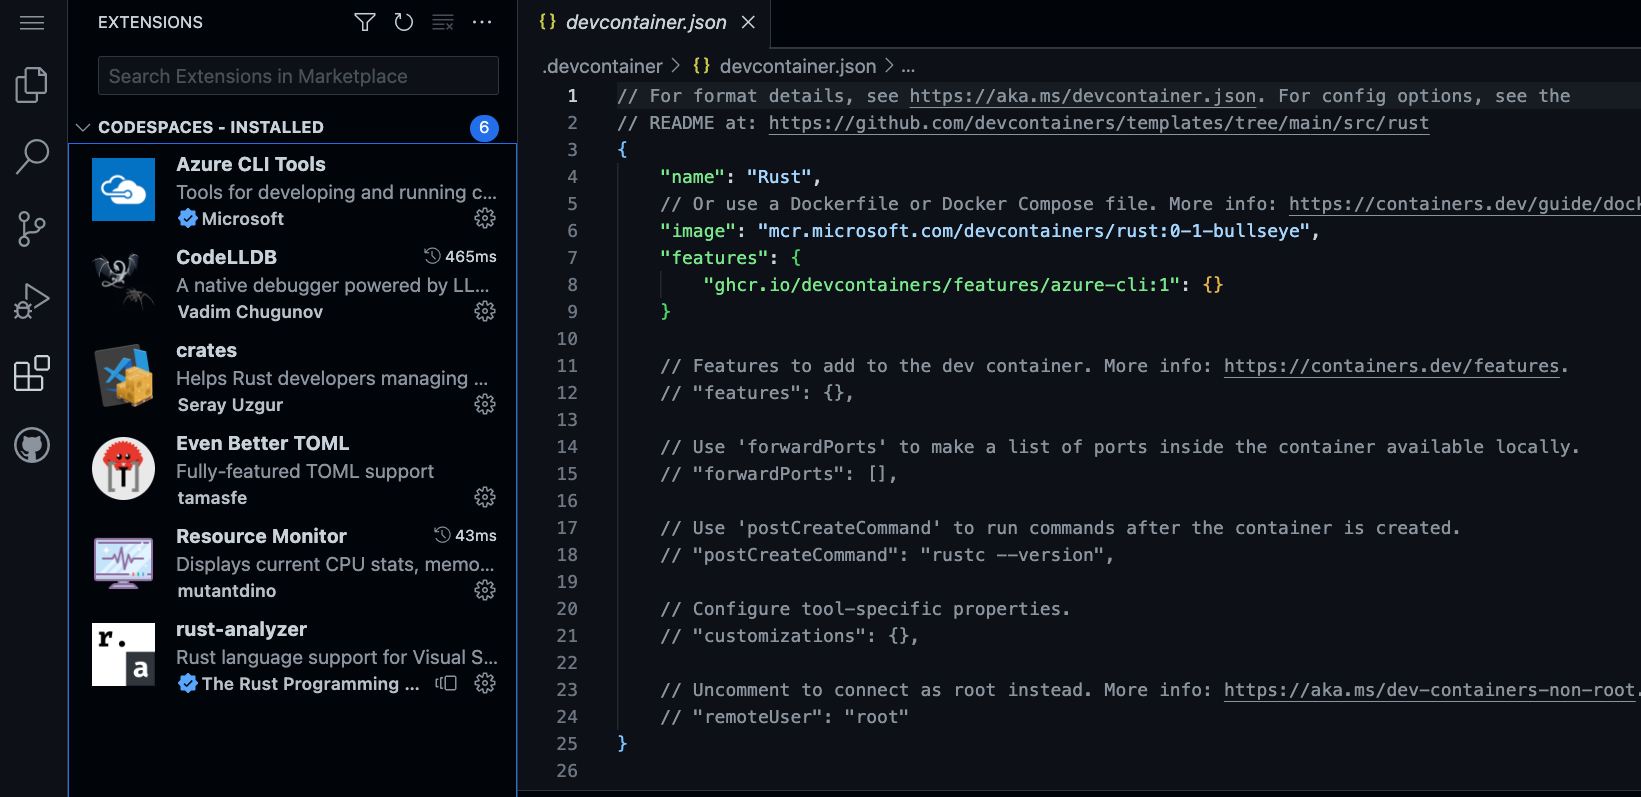 EXTENSIONS
Search Extensions in Marketplace
CODESPACES - INSTALLED 6
Azure CLI Tools
Tools for developing and running c...
Microsoft
CodeLLDB 465ms
A native debugger powered by LL...
Vadim Chugunov
crates
Helps Rust developers managing ...
Seray Uzgur
Even Better TOML
Fully-featured TOML support
tamasfe
Resource Monitor 43ms
Displays current CPU stats, memo...
mutantdino
r.
a
rust-analyzer
Rust language support for Visual S...
The Rust Programming ...
{} devcontainer.json
.devcontainer > {} devcontainer.json > ...
1 // For format details, see https://aka.ms/devcontainer.json. For config options, see the
2 // README at: https://github.com/devcontainers/templates/tree/main/src/rust
3 {
4 "name": "Rust",
5 // Or use a Dockerfile or Docker Compose file. More info: https://containers.dev/guide/dock
6 "image": "mcr.microsoft.com/devcontainers/rust:0-1-bullseye",
7 "features": {
8 "ghcr.io/devcontainers/features/azure-cli:1": {}
9 }
10
11 // Features to add to the dev container. More info: https://containers.dev/features.
12 // "features": {},
13
14 // Use 'forwardPorts' to make a list of ports inside the container available locally.
15 // "forwardPorts": [],
16
17 // Use 'postCreateCommand' to run commands after the container is created.
18 // "postCreateCommand": "rustc --version",
19
20 // Configure tool-specific properties.
21 // "customizations": {},
22
23 // Uncomment to connect as root instead. More info: https://aka.ms/dev-containers-non-root.
24 // "remoteUser": "root"
25 }
26